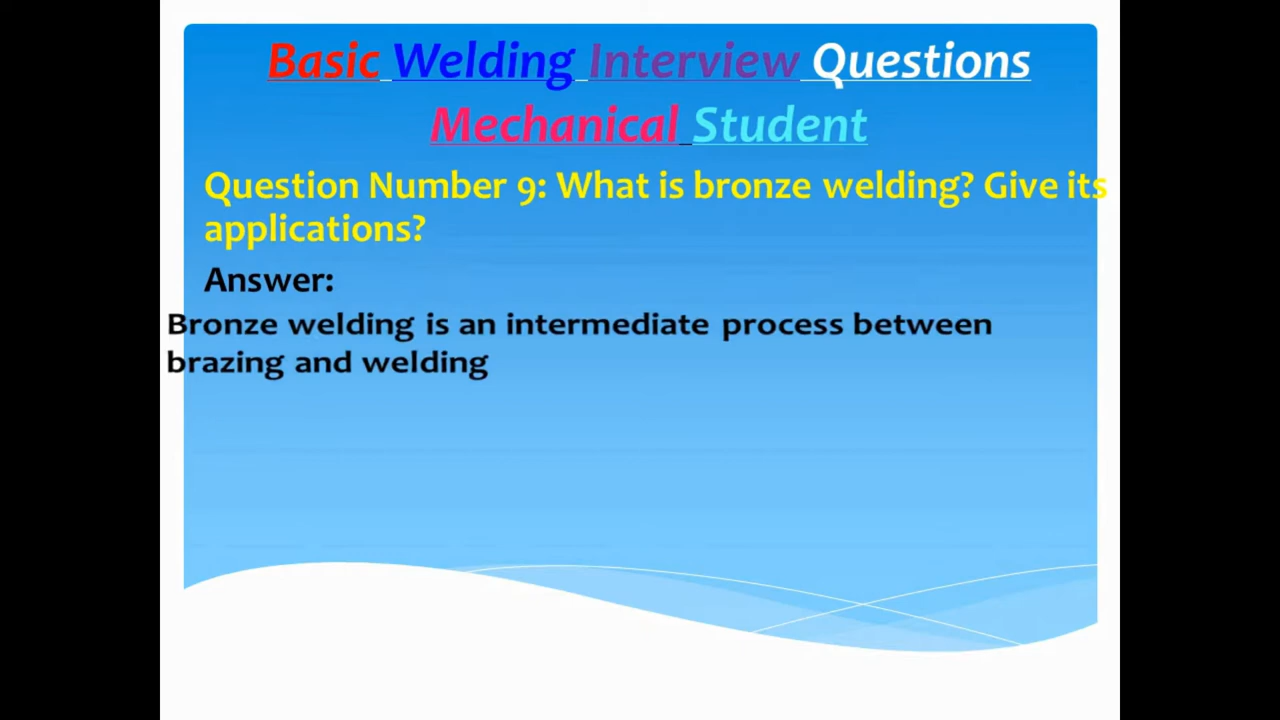 Basic Welding Interview Questions
Mechanical Student
Question Number 9: What is bronze welding? Give its
applications?
Answer:
Bronze welding is an intermediate process between
brazing and welding